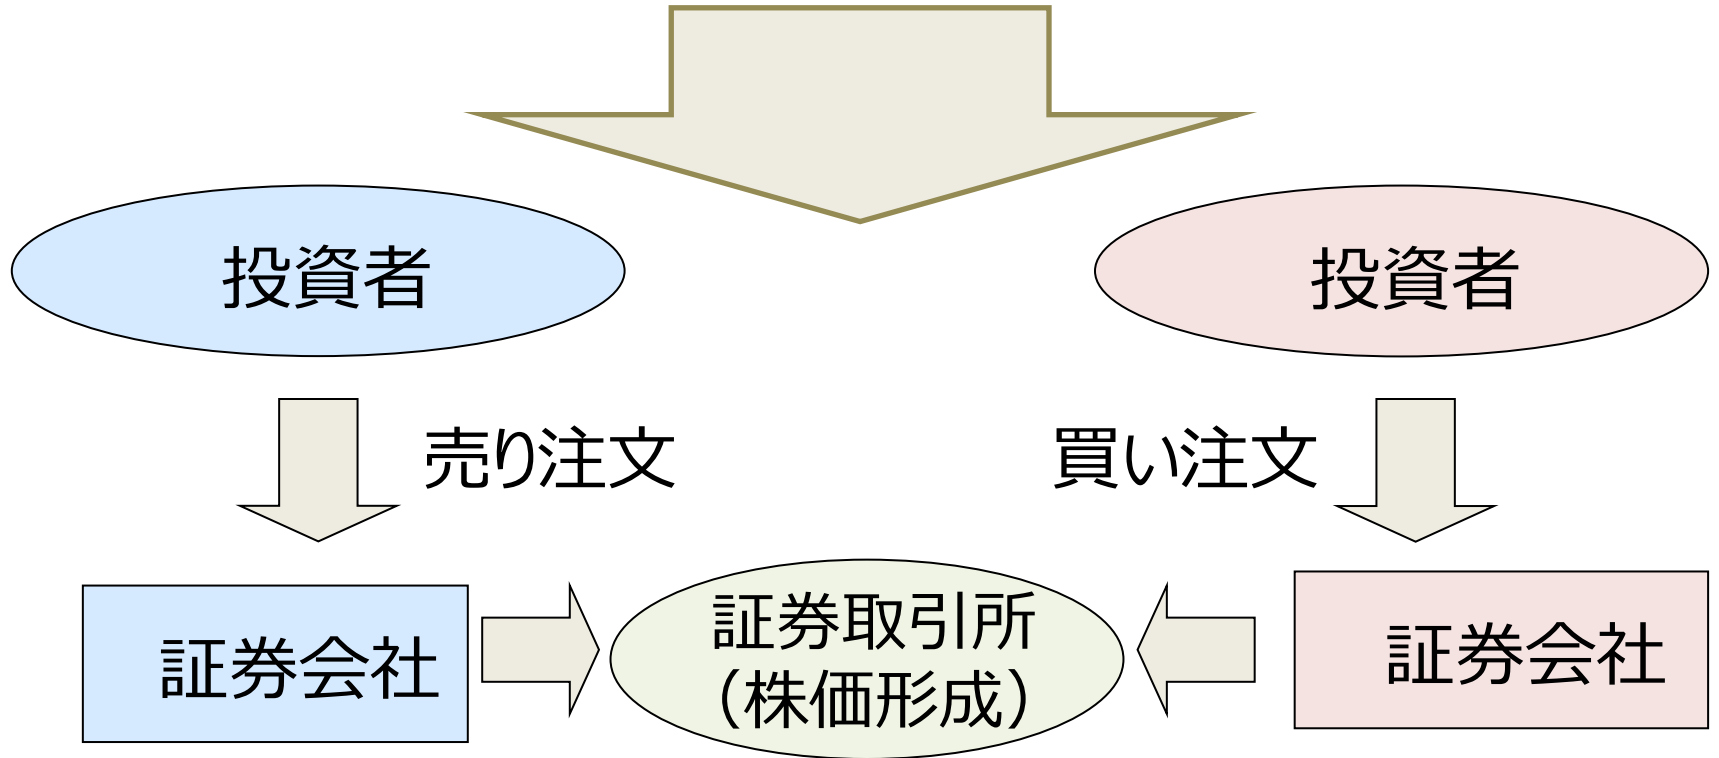 投資者
投資者
売り注文
買い注文
証券会社
証券取引所
（株価形成）
証券会社